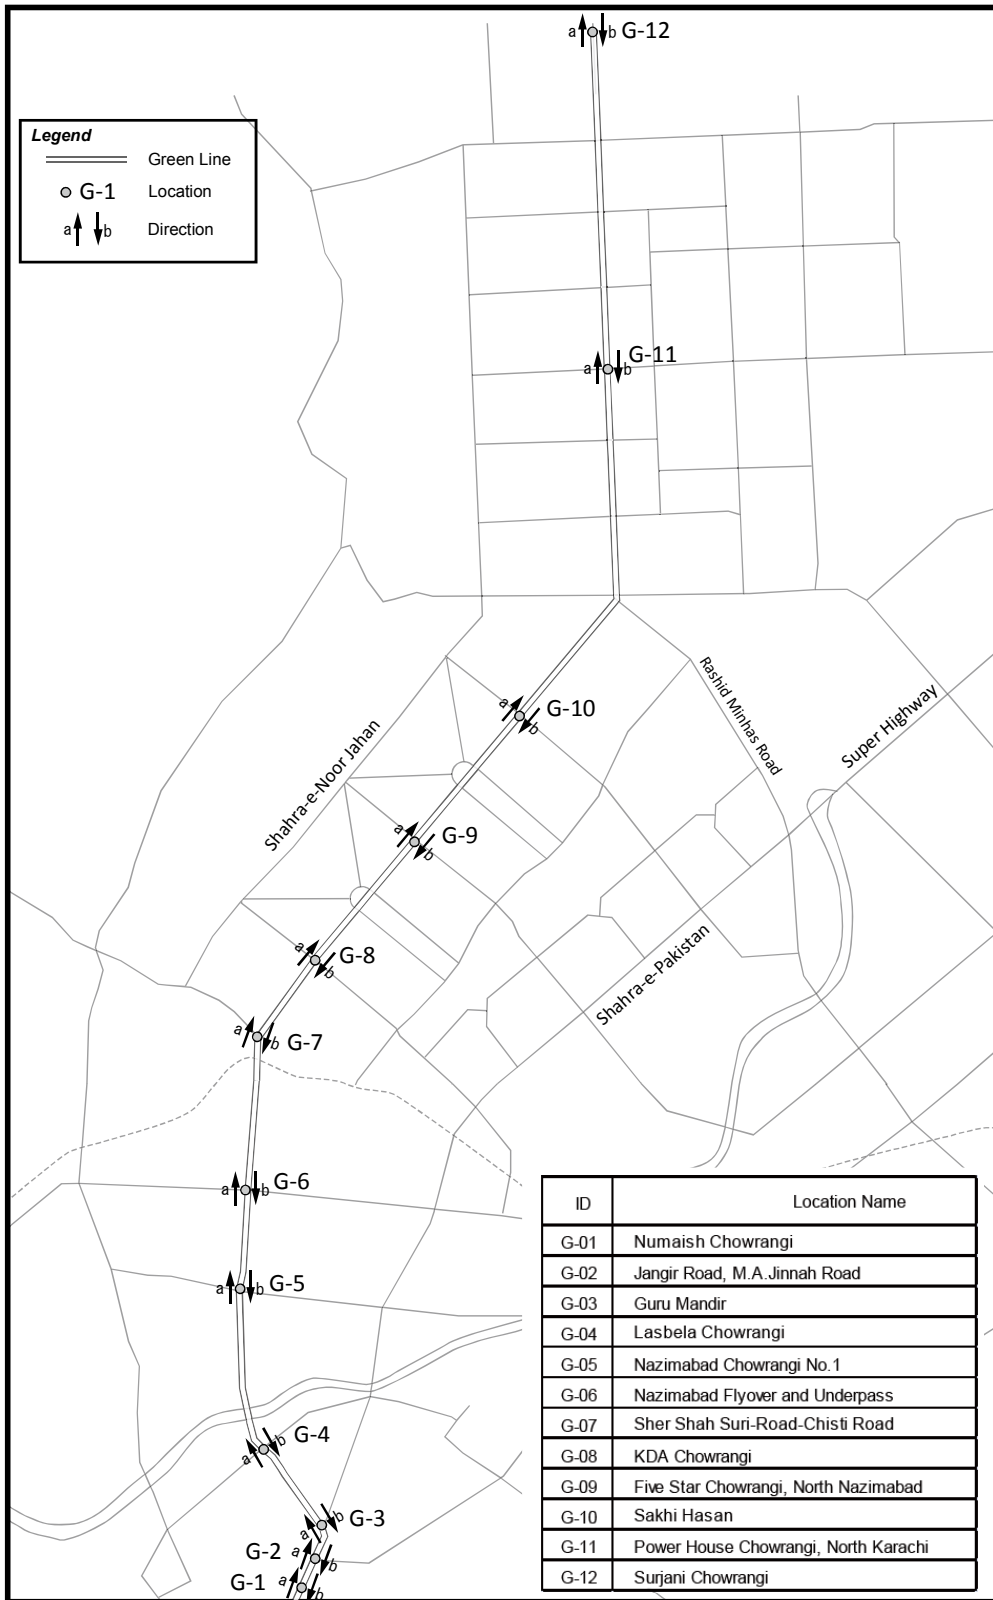 a b G-12
Legend
Green Line
G-1 Location
a b Direction
G-11
a b
a G-10
b
Rashid Minhas Road
Super Highway
Shahra-e-Noor Jahan
a G-9
b
a G-8
b
Shahra-e-Pakistan
a G-7
b
a b G-6
a b G-5
b G-4
a
b G-3
a
G-2 a
b
G-1 a
b
ID Location Name
G-01 Numaish Chowrangi
G-02 Jangir Road, M.A.Jinnah Road
G-03 Guru Mandir
G-04 Lasbela Chowrangi
G-05 Nazimabad Chowrangi No.1
G-06 Nazimabad Flyover and Underpass
G-07 Sher Shah Suri-Road-Chisti Road
G-08 KDA Chowrangi
G-09 Five Star Chowrangi, North Nazimabad
G-10 Sakhi Hasan
G-11 Power House Chowrangi, North Karachi
G-12 Surjani Chowrangi